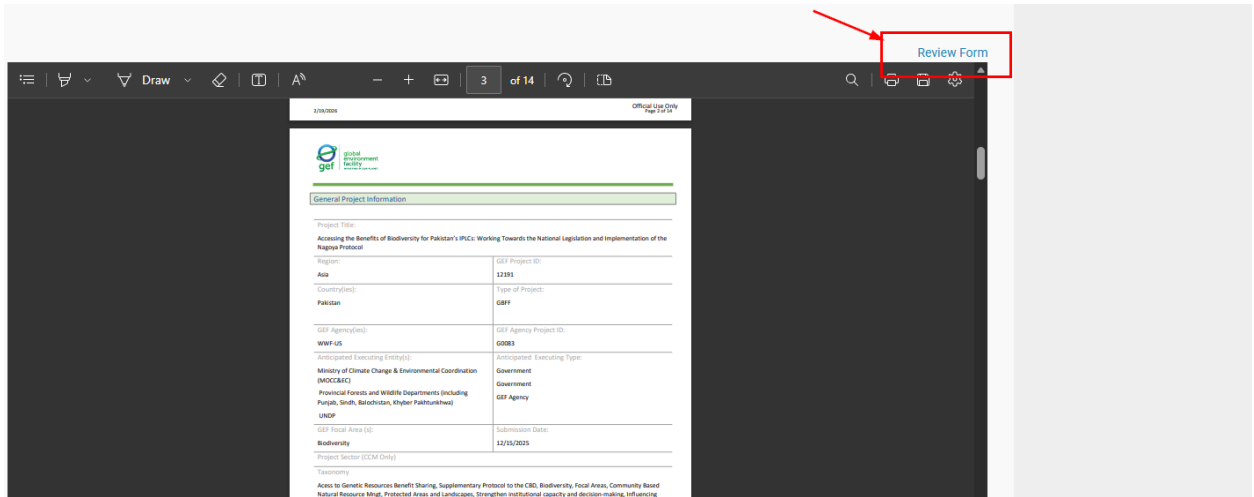 Review Form
Draw
3 of 14
2/19/2026
Official Use Only
Page 2 of 14
gef
global
environment
facility
General Project Information
Project Title:
Accessing the Benefits of Biodiversity for Pakistan's IPLCs: Working Towards the National Legislation and Implementation of the
Nagoya Protocol
Region:
GEF Project ID:
Asia
12191
Country(ies):
Type of Project:
Pakistan
GBFF
GEF Agency(ies):
GEF Agency Project ID:
WWF-US
G0083
Anticipated Executing Entity(s):
Anticipated Executing Type:
Ministry of Climate Change & Environmental Coordination
(MOCC&EC)
Government
Government
Provincial Forests and Wildlife Departments (including
Punjab, Sindh, Balochistan, Khyber Pakhtunkhwa)
GEF Agency
UNDP
GEF Focal Area (s):
Submission Date:
Biodiversity
12/15/2025
Project Sector (CCM Only)
Taxonomy
Acess to Genetic Resources Benefit Sharing, Supplementary Protocol to the CBD, Biodiversity, Focal Areas, Community Based
Natural Resource Mngt, Protected Areas and Landscapes, Strengthen institutional capacity and decision-making, Influencing